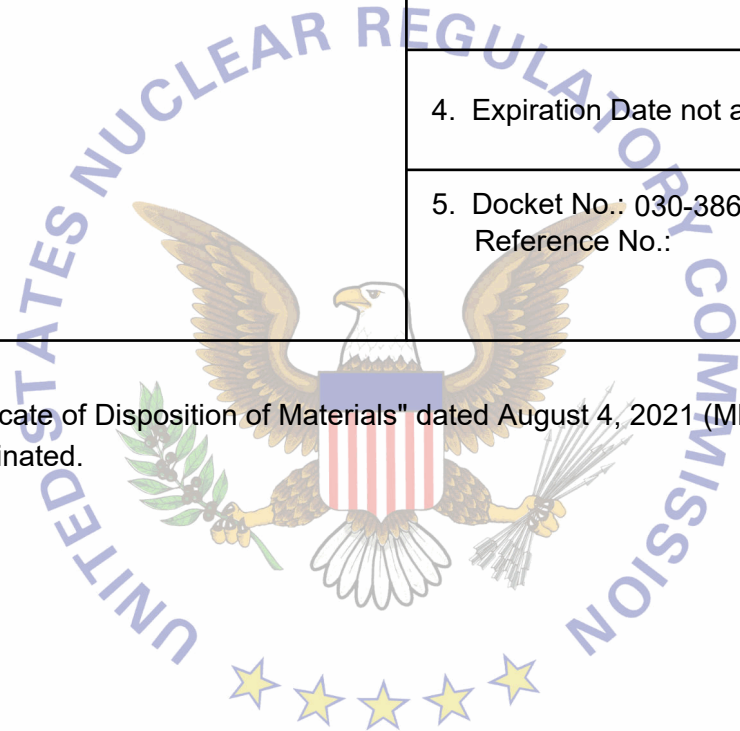 UNITED STATES NUCLEAR REGULATORY COMMISSION
4. Expiration Date not a
5. Docket No.: 030-386
Reference No.:
cate of Disposition of Materials" dated August 4, 2021 (M
inated.